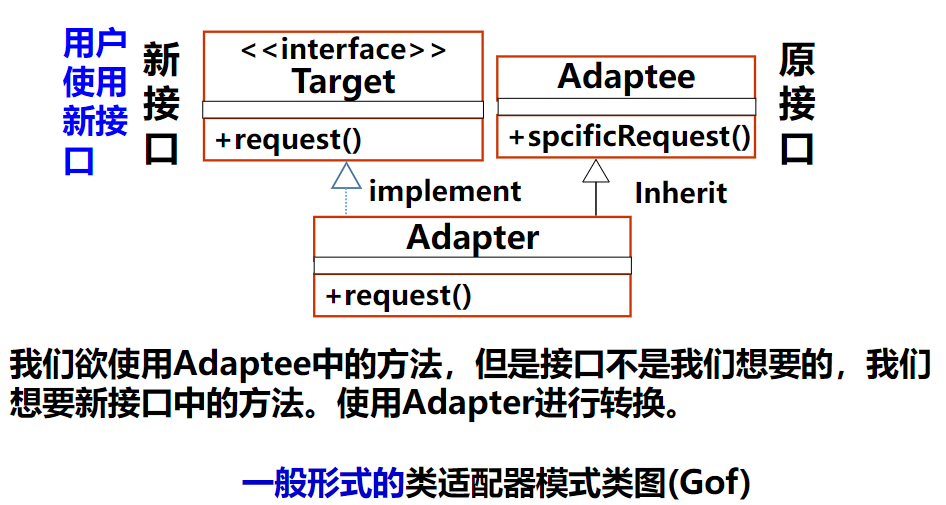 用户
使用
新接
口
新
接
口
<<interface>>
Target
+request()
Adaptee
+spcificRequest()
原
接
口
implement
Inherit
Adapter
+request()
我们欲使用Adaptee中的方法，但是接口不是我们想要的，我们
想要新接口中的方法。使用Adapter进行转换。
一般形式的类适配器模式类图(Gof)